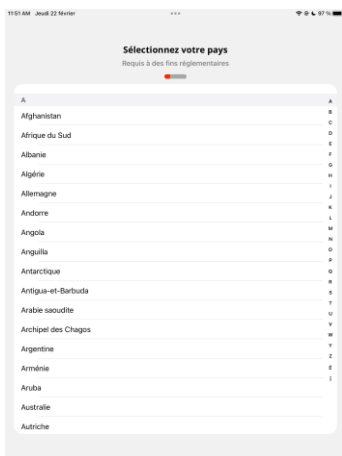 11:51 AM Jeudi 22 février
97 %
Sélectionnez votre pays
Requis à des fins réglementaires
A
Afghanistan
Afrique du Sud
Albanie
Algérie
Allemagne
Andorre
Angola
Anguilla
Antarctique
Antigua-et-Barbuda
Arabie saoudite
Archipel des Chagos
Argentine
Arménie
Aruba
Australie
Autriche
A
B
C
D
E
F
G
H
I
J
K
L
M
N
O
P
Q
R
S
T
U
V
W
Y
Z